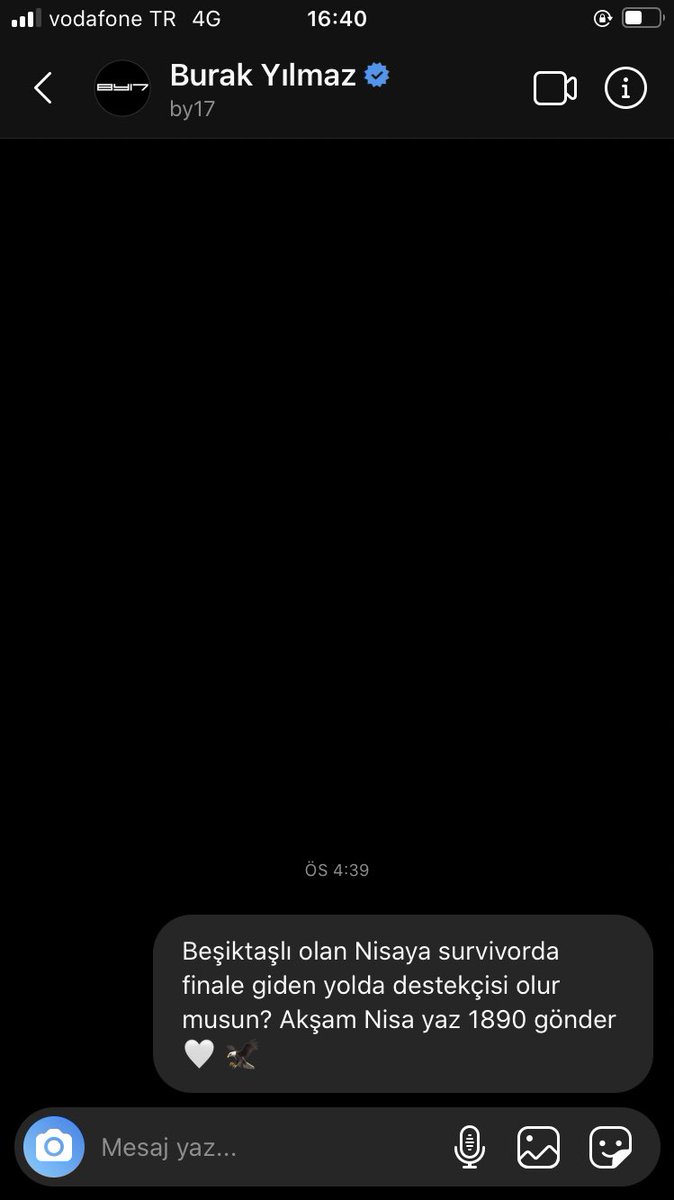 vodafone TR 4G 16:40
BY17
Burak Yılmaz
by17
ÖS 4:39
Beşiktaşlı olan Nisaya survivorda
finale giden yolda destekçisi olur
musun? Akşam Nisa yaz 1890 gönder
🤍 🦅
Mesaj yaz...